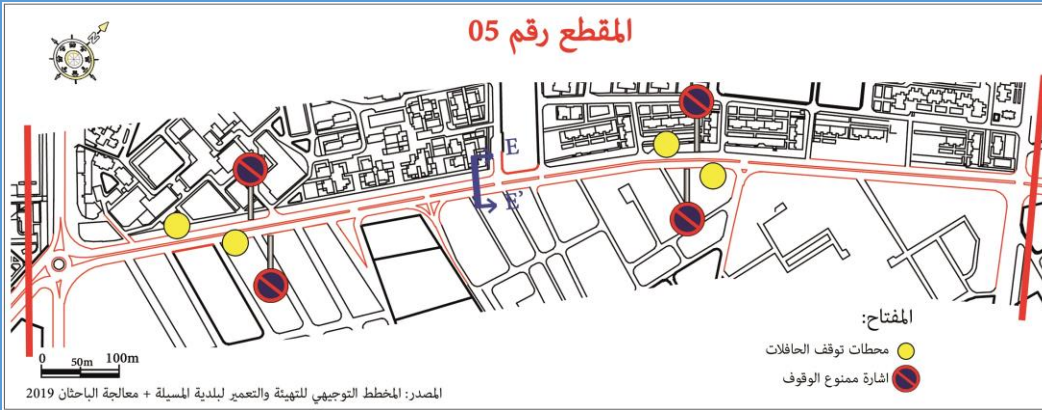 المقطع رقم 05
N
E
E'
المفتاح:
محطات توقف الحافلات
اشارة ممنوع الوقوف
0 50m 100m
المصدر: المخطط التوجيهي للتهيئة والتعمير لبلدية المسيلة + معالجة الباحثان 2019